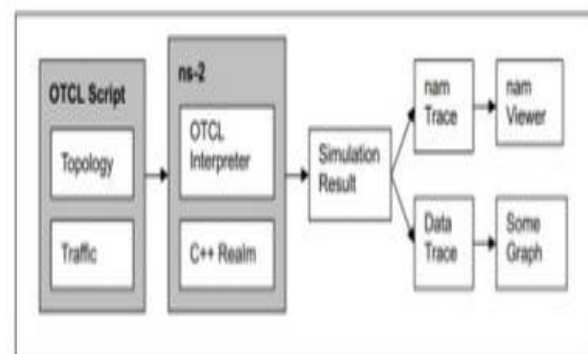 OTCL Script
Topology
Traffic
ns-2
OTCL
Interpreter
C++ Realm
Simulation
Result
nam
Trace
nam
Viewer
Data
Trace
Some
Graph